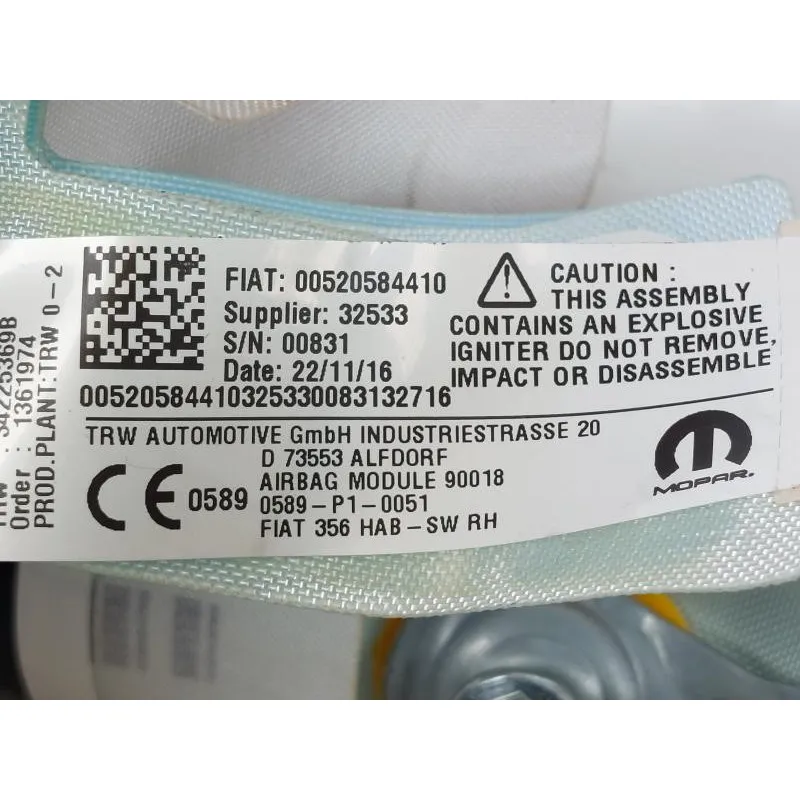 FIAT: 00520584410
Supplier: 32533
S/N: 00831
Date: 22/11/16
00520584410325330083132716
CAUTION :
THIS ASSEMBLY
CONTAINS AN EXPLOSIVE
IGNITER DO NOT REMOVE,
IMPACT OR DISASSEMBLE
TRW AUTOMOTIVE GmbH INDUSTRIESTRASSE 20
D 73553 ALFDORF
AIRBAG MODULE 90018
CE 0589
0589-P1-0051
FIAT 356 HAB-SW RH
MOPAR.
TRW : 34225369B
Order : 1361974
PROD.PLANT:TRW 0-2